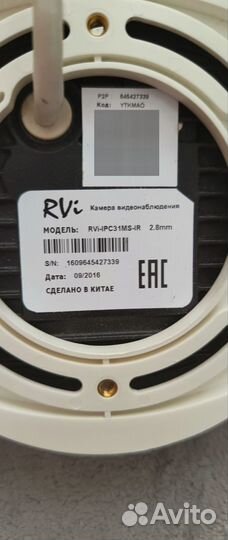 P2P 645427339
Код: YTKMAO
RVi Камера видеонаблюдения
МОДЕЛЬ: RVi-IPC31MS-IR 2.8mm
S/N: 1609645427339
Дата: 09/2016
СДЕЛАНО В КИТАЕ
EAC
Avito